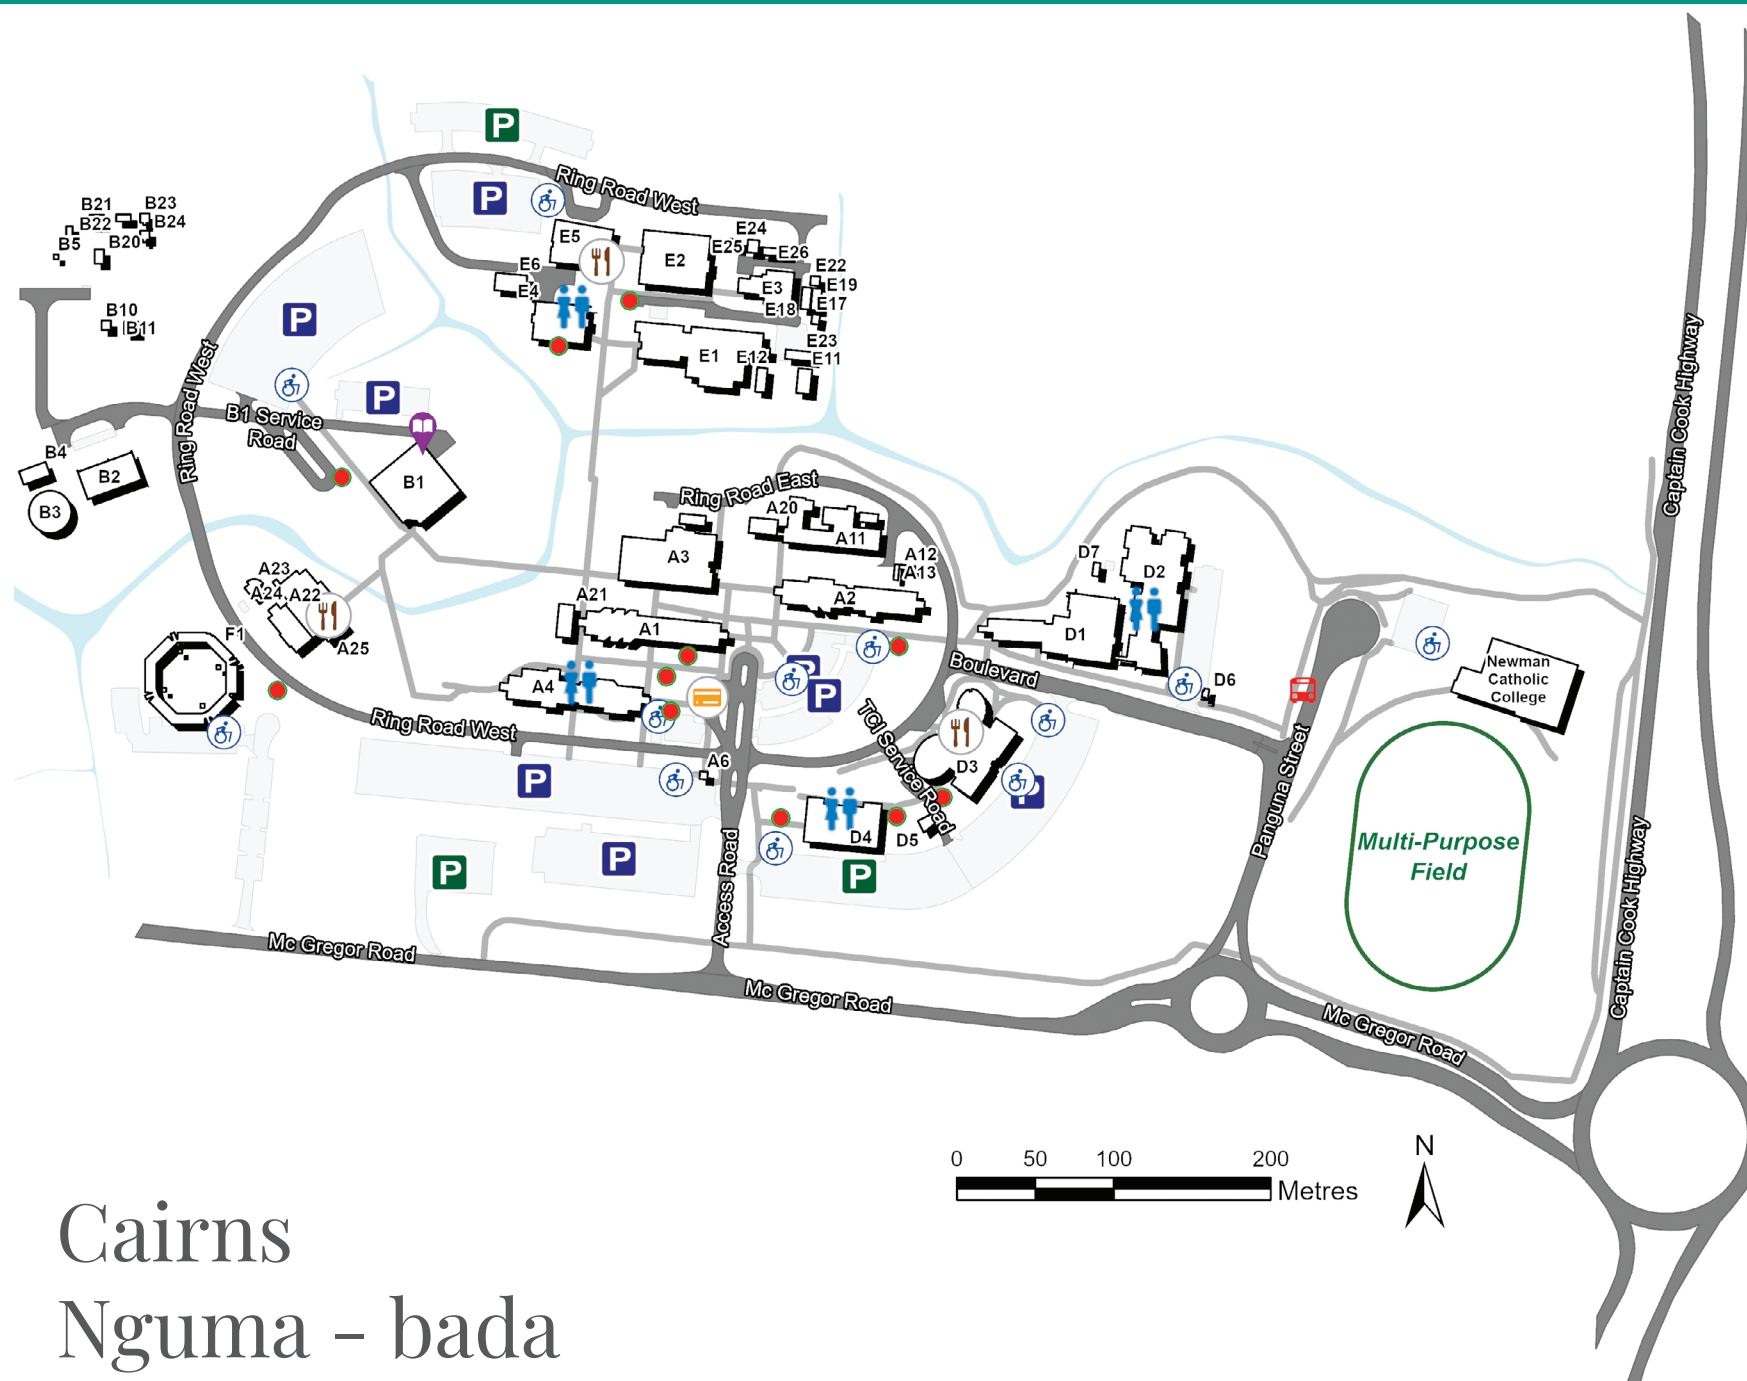 P
Ring Road West
P
B21
B23
B22
B24
B5
B20
E24
E5
E25
E26
E2
E6
E22
E4
E3
E19
E17
E18
B10
B11
P
E23
E1
E12
E11
Ring Road West
P
B1 Service
Road
B4
B2
B1
B3
Captain Cook Highway
Ring Road East
A20
A11
A3
A12
A13
D7
D2
A23
A24
A22
A21
A2
A1
D1
F1
A25
Boulevard
Newman
Catholic
College
A4
P
P
D6
Ring Road West
TCI Service Road
A6
D3
P
P
Panguna Street
D4
D5
P
P
P
Access Road
Multi-Purpose
Field
Captain Cook Highway
Mc Gregor Road
Mc Gregor Road
Mc Gregor Road
N
0 50 100 200
Metres
Cairns
Nguma - bada